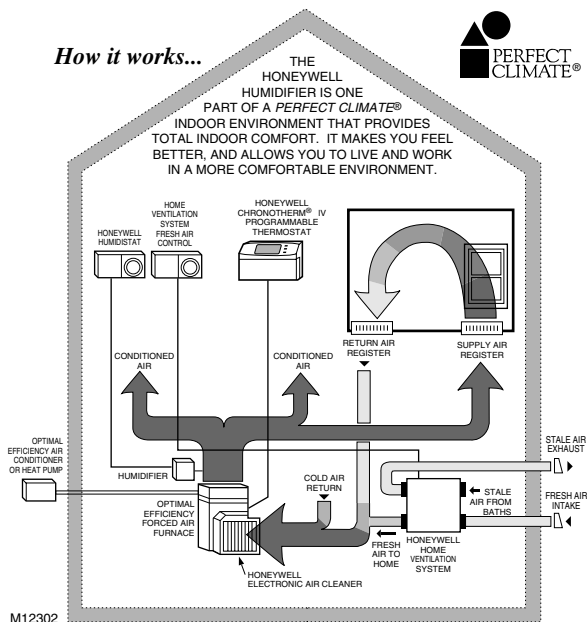 How it works...
PERFECT
CLIMATE®
THE
HONEYWELL
HUMIDIFIER IS ONE
PART OF A PERFECT CLIMATE®
INDOOR ENVIRONMENT THAT PROVIDES
TOTAL INDOOR COMFORT. IT MAKES YOU FEEL
BETTER, AND ALLOWS YOU TO LIVE AND WORK
IN A MORE COMFORTABLE ENVIRONMENT.
HONEYWELL
HUMIDISTAT
HOME
VENTILATION
SYSTEM
FRESH AIR
CONTROL
HONEYWELL
CHRONOTHERM® IV
PROGRAMMABLE
THERMOSTAT
RETURN AIR
REGISTER
SUPPLY AIR
REGISTER
CONDITIONED
AIR
CONDITIONED
AIR
OPTIMAL
EFFICIENCY AIR
CONDITIONER
OR HEAT PUMP
HUMIDIFIER
OPTIMAL
EFFICIENCY
FORCED AIR
FURNACE
COLD AIR
RETURN
STALE AIR
EXHAUST
STALE
AIR FROM
BATHS
FRESH AIR
INTAKE
FRESH
AIR TO
HOME
HONEYWELL
HOME
VENTILATION
SYSTEM
HONEYWELL
ELECTRONIC AIR CLEANER
M12302